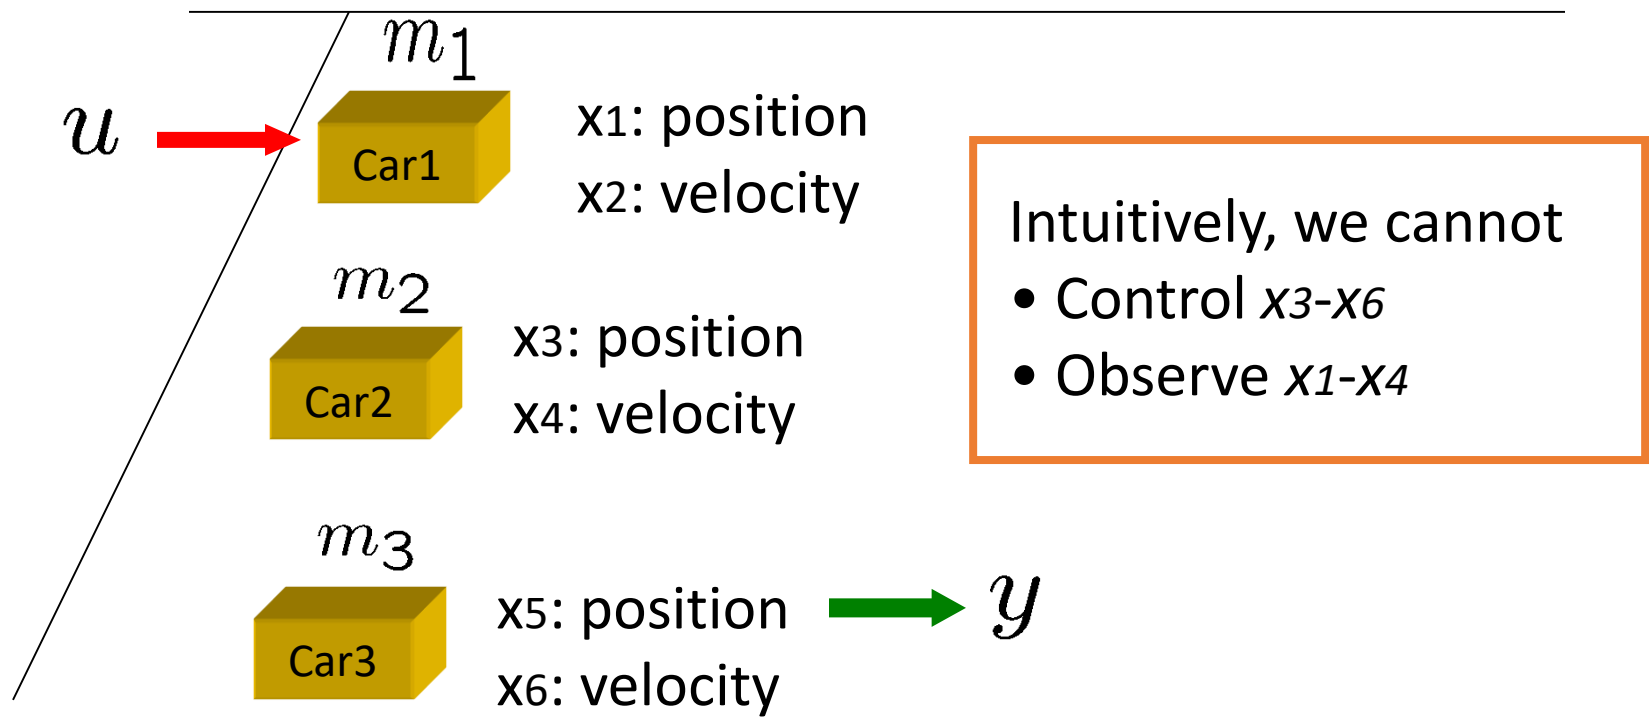 m1
u
Car1
x1: position
x2: velocity
m2
Car2
x3: position
x4: velocity
m3
Car3
x5: position
x6: velocity
y
Intuitively, we cannot
• Control x3-x6
• Observe x1-x4